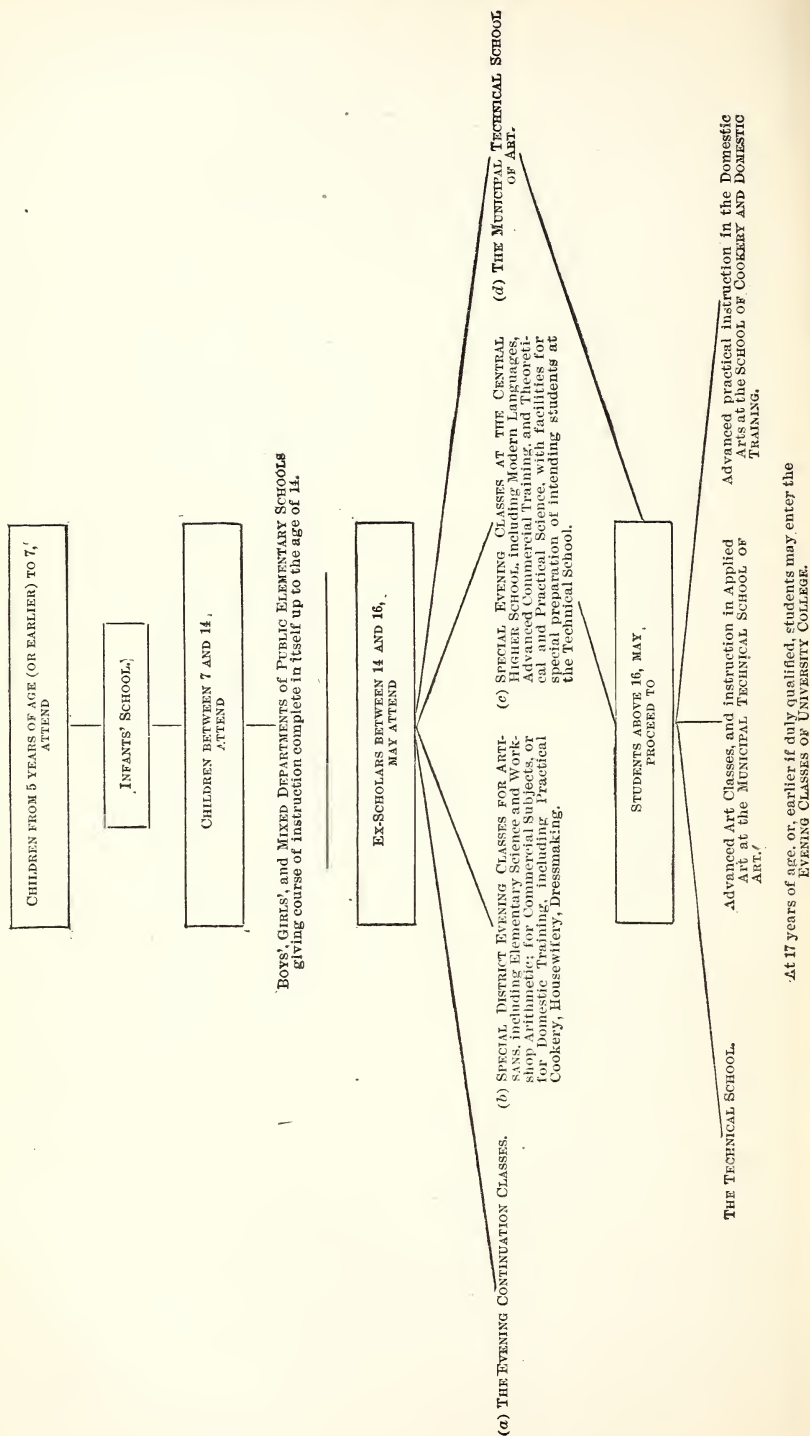 CHILDREN FROM 5 YEARS OF AGE (OR EARLIER) TO 7,
ATTEND
INFANTS' SCHOOL.
CHILDREN BETWEEN 7 AND 14
ATTEND
BOYS', GIRLS', and MIXED DEPARTMENTS of PUBLIC ELEMENTARY SCHOOLS
giving course of instruction complete in itself up to the age of 14.
EX-SCHOLARS BETWEEN 14 AND 16,
MAY ATTEND
(a) THE EVENING CONTINUATION CLASSES.
(b) SPECIAL DISTRICT EVENING CLASSES FOR ARTI-
SANS, including Elementary Science and Work-
shop Arithmetic; for Commercial Subjects, or
for Domestic Training, including Practical
Cookery, Housewifery, Dressmaking.
(c) SPECIAL EVENING CLASSES AT THE CENTRAL
HIGHER SCHOOL, including Modern Languages,
Advanced Commercial Training, and Theoreti-
cal and Practical Science, with facilities for
special preparation of intending students at
the Technical School.
(d) THE MUNICIPAL TECHNICAL SCHOOL
OF ART.
STUDENTS ABOVE 16, MAY
PROCEED TO
THE TECHNICAL SCHOOL.
Advanced Art Classes, and instruction in Applied
Art at the MUNICIPAL TECHNICAL SCHOOL OF
ART.
Advanced practical instruction in the Domestic
Arts at the SCHOOL OF COOKERY AND DOMESTIC
TRAINING.
At 17 years of age, or, earlier if duly qualified, students may enter the
EVENING CLASSES OF UNIVERSITY COLLEGE.